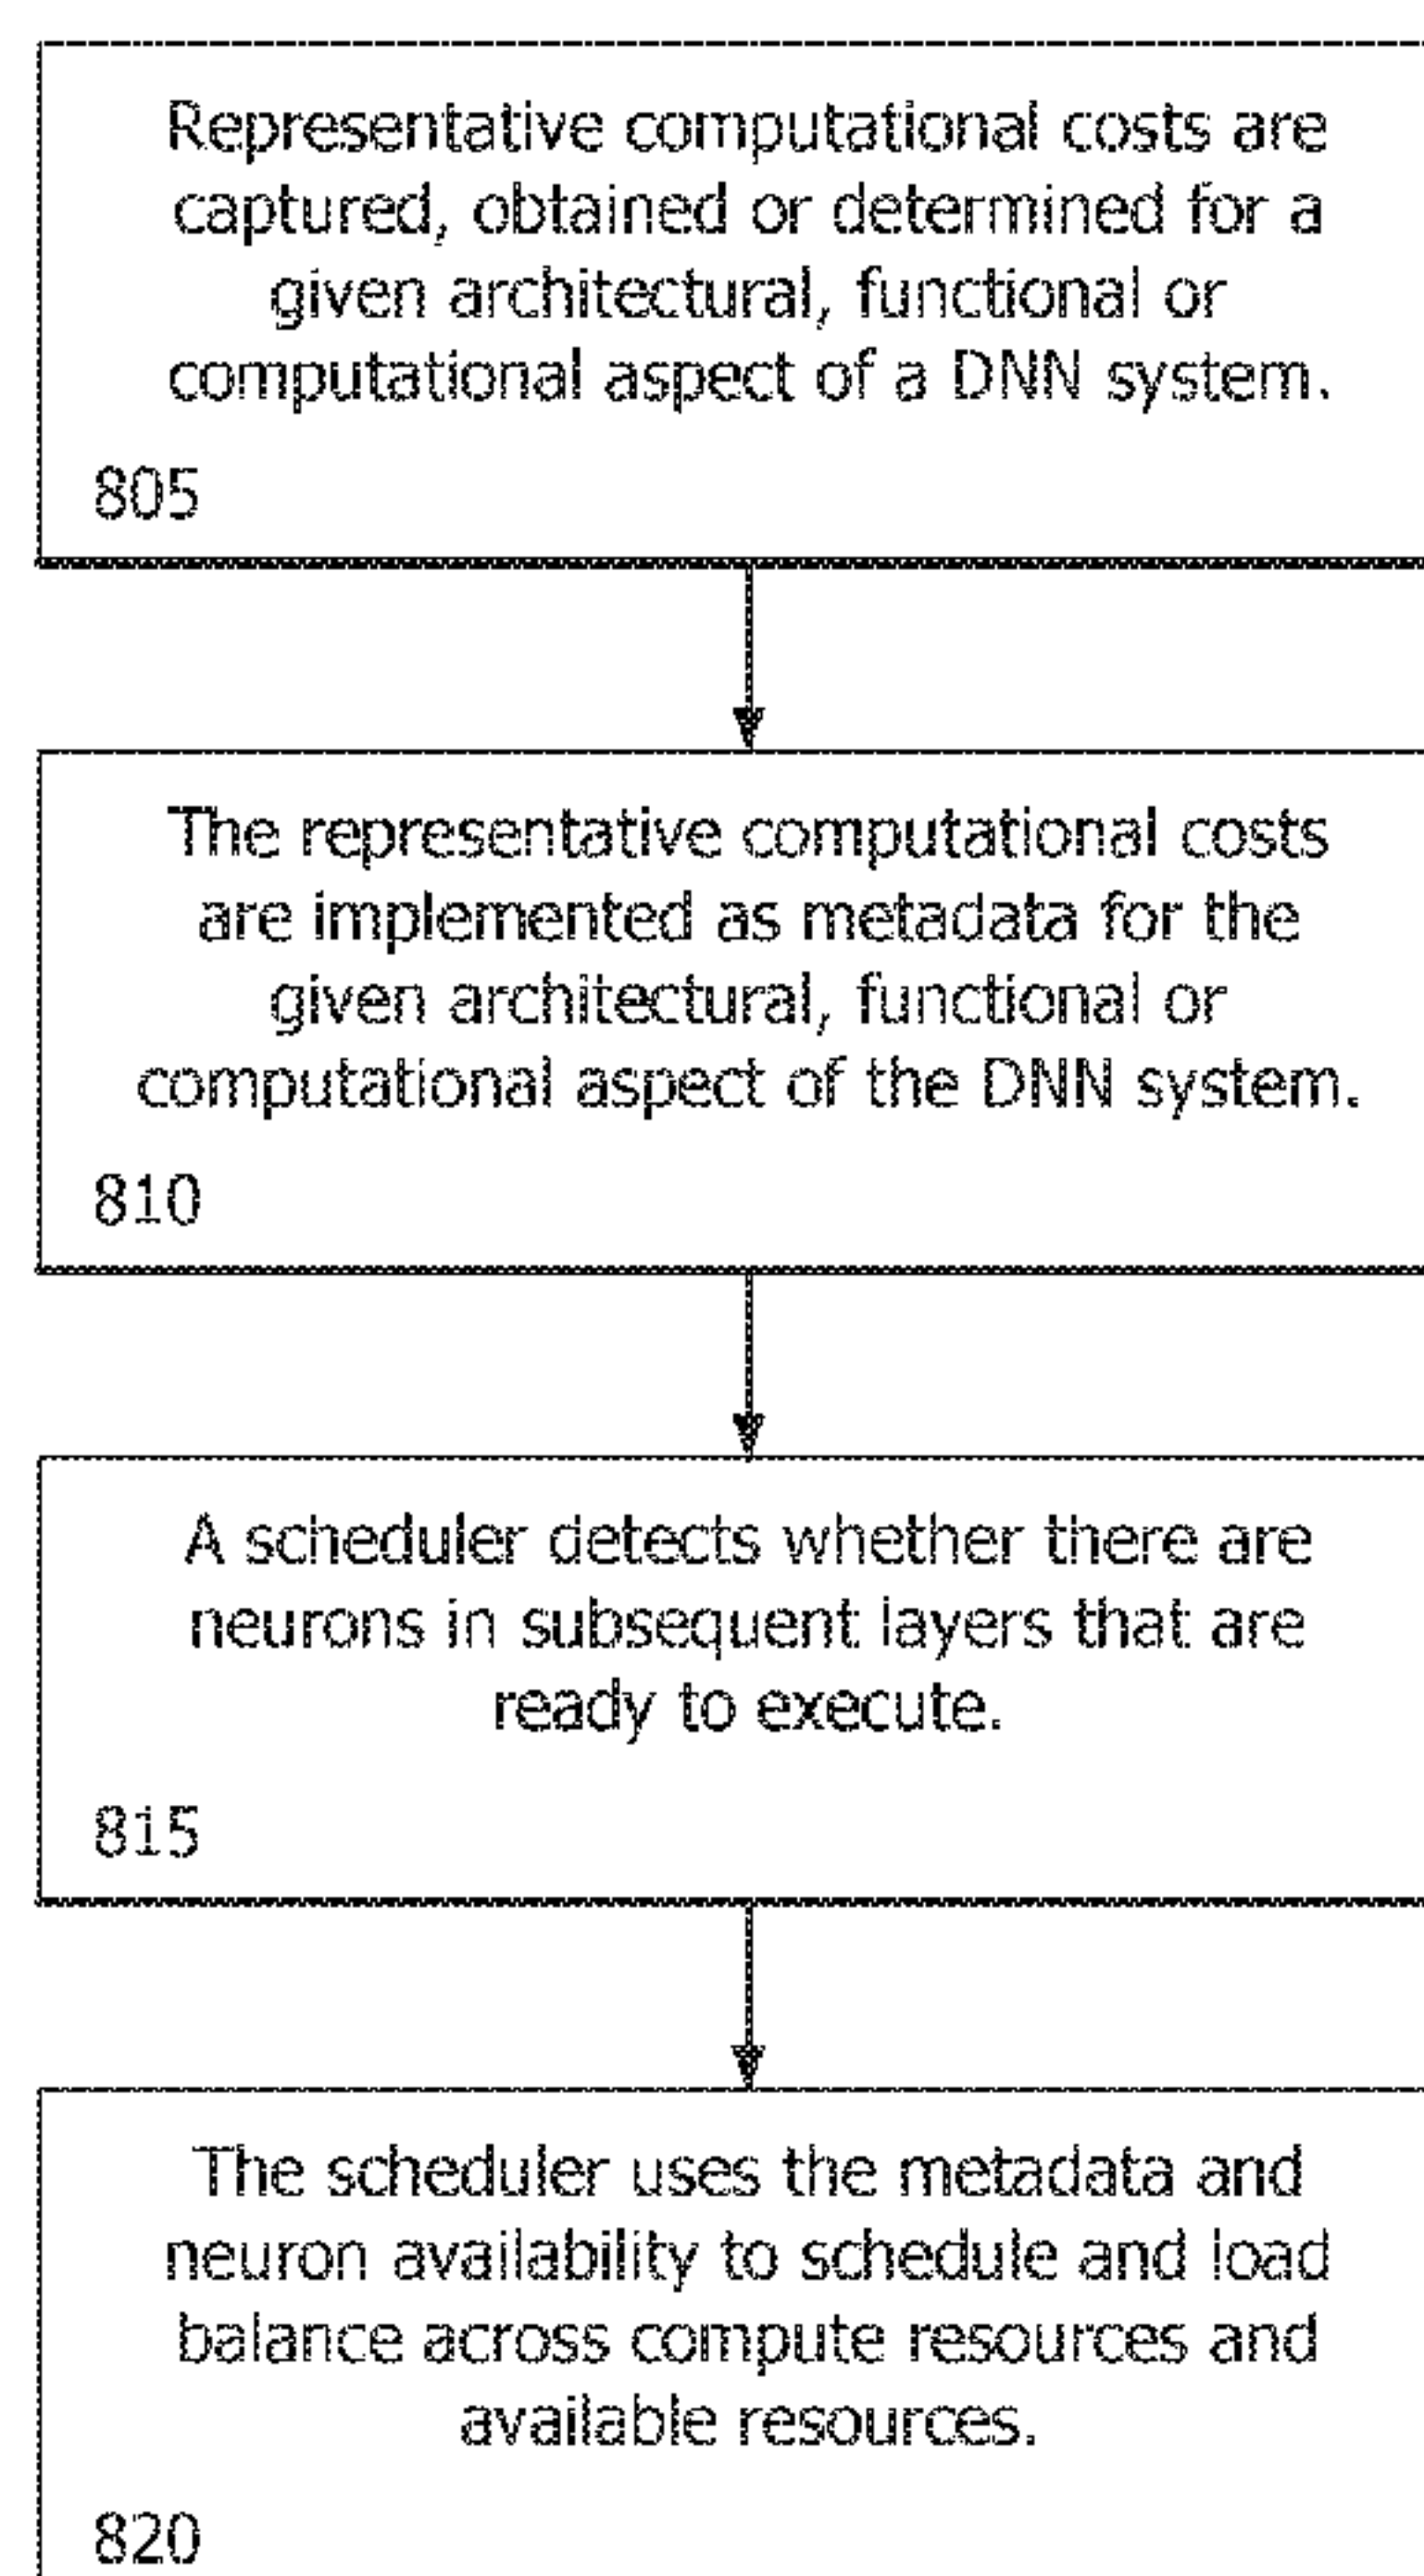 Representative computational costs are
captured, obtained or determined for a
given architectural, functional or
computational aspect of a DNN system.
805
The representative computational costs
are implemented as metadata for the
given architectural, functional or
computational aspect of the DNN system.
810
A scheduler detects whether there are
neurons in subsequent layers that are
ready to execute.
815
The scheduler uses the metadata and
neuron availability to schedule and load
balance across compute resources and
available resources.
820